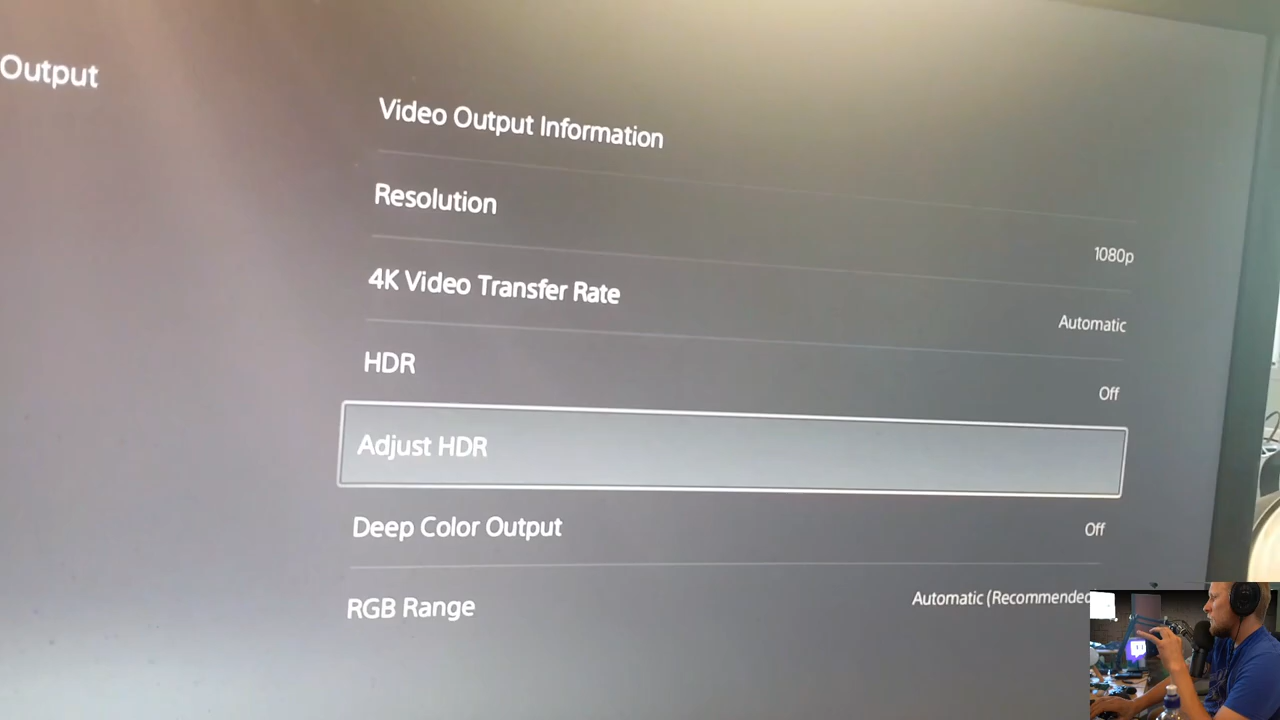 Output
Video Output Information
Resolution
1080p
4K Video Transfer Rate
Automatic
HDR
Off
Adjust HDR
Deep Color Output
Off
RGB Range
Automatic (Recommended